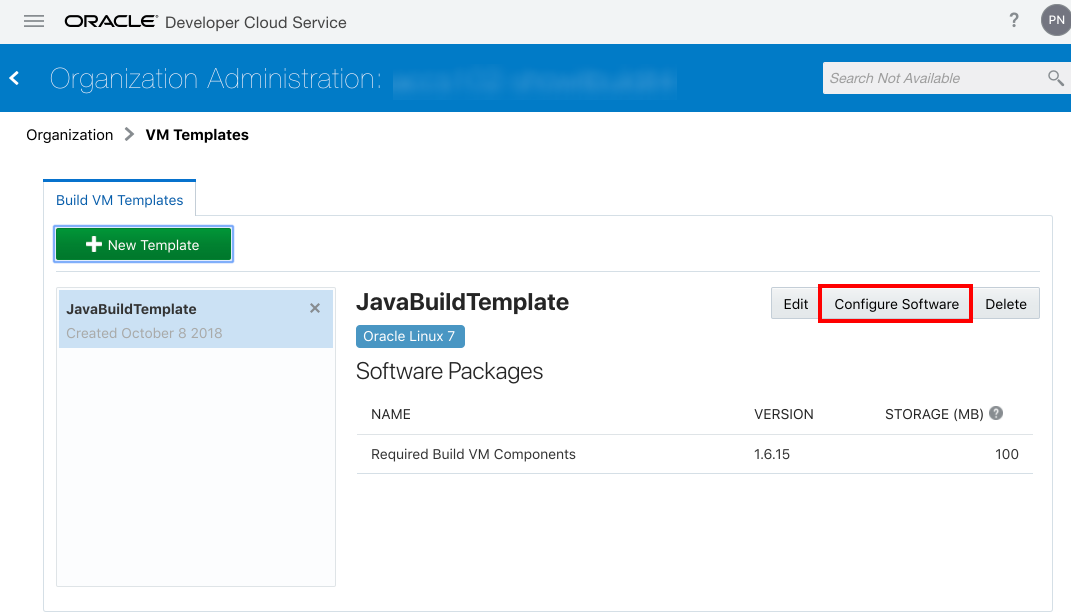 ORACLE® Developer Cloud Service
?
PN
Organization Administration:
Search Not Available
Organization > VM Templates
Build VM Templates
New Template
JavaBuildTemplate
Created October 8 2018
JavaBuildTemplate
Edit
Configure Software
Delete
Oracle Linux 7
Software Packages
NAME VERSION STORAGE (MB) ?
Required Build VM Components 1.6.15 100